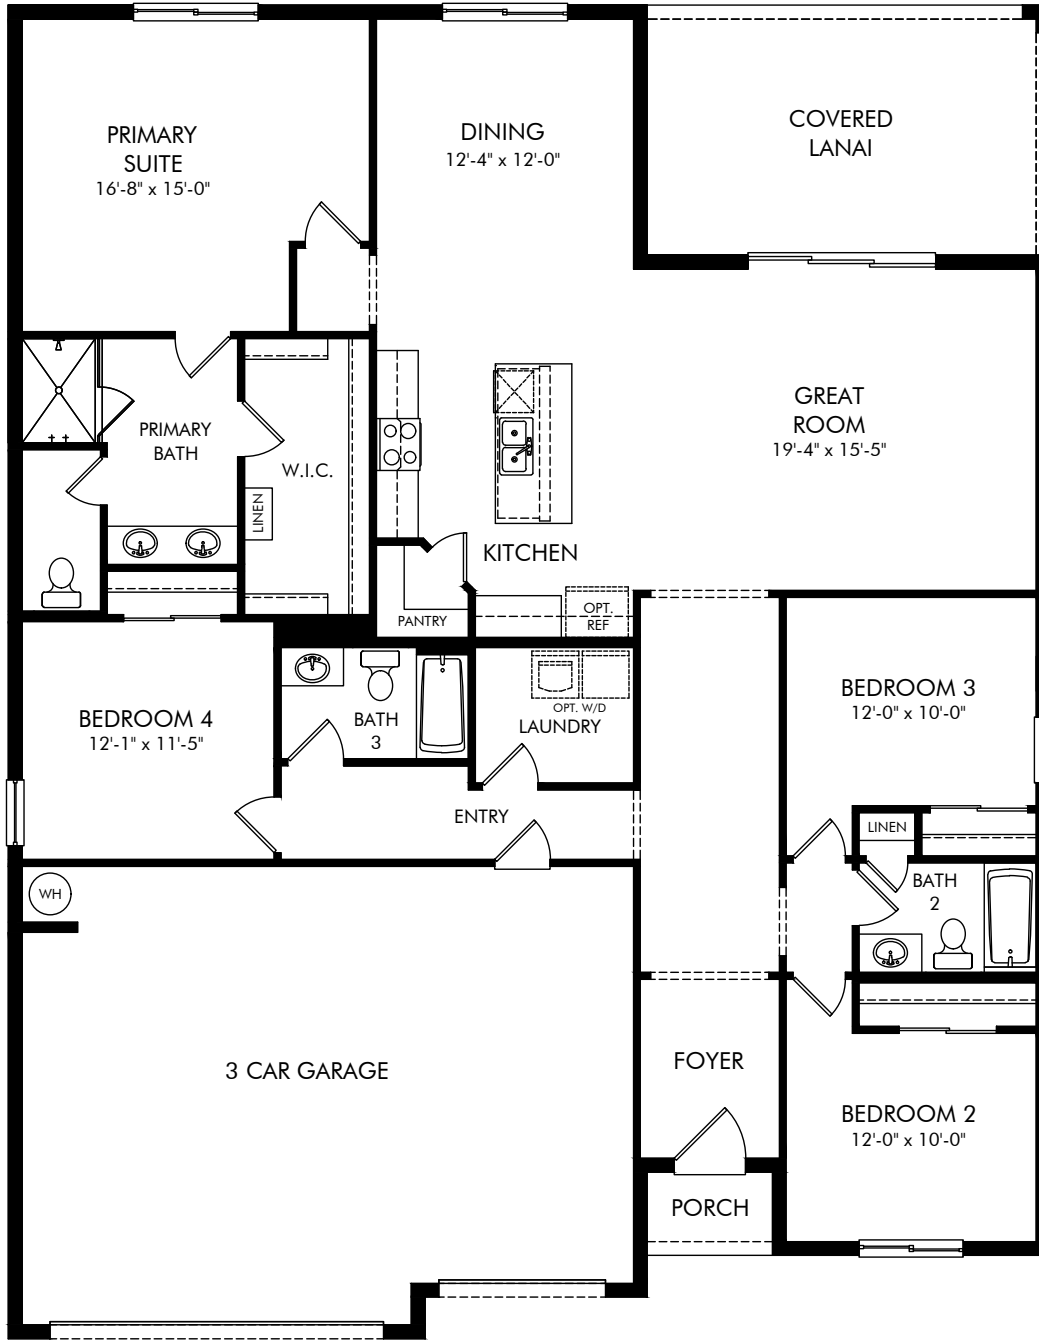 PRIMARY
SUITE
16'-8" x 15'-0"
DINING
12'-4" x 12'-0"
COVERED
LANAI
GREAT
ROOM
19'-4" x 15'-5"
PRIMARY
BATH
W.I.C.
LINEN
KITCHEN
PANTRY
OPT.
REF
BEDROOM 4
12'-1" x 11'-5"
BATH
3
OPT. W/D
LAUNDRY
BEDROOM 3
12'-0" x 10'-0"
ENTRY
LINEN
WH
BATH
2
3 CAR GARAGE
FOYER
BEDROOM 2
12'-0" x 10'-0"
PORCH